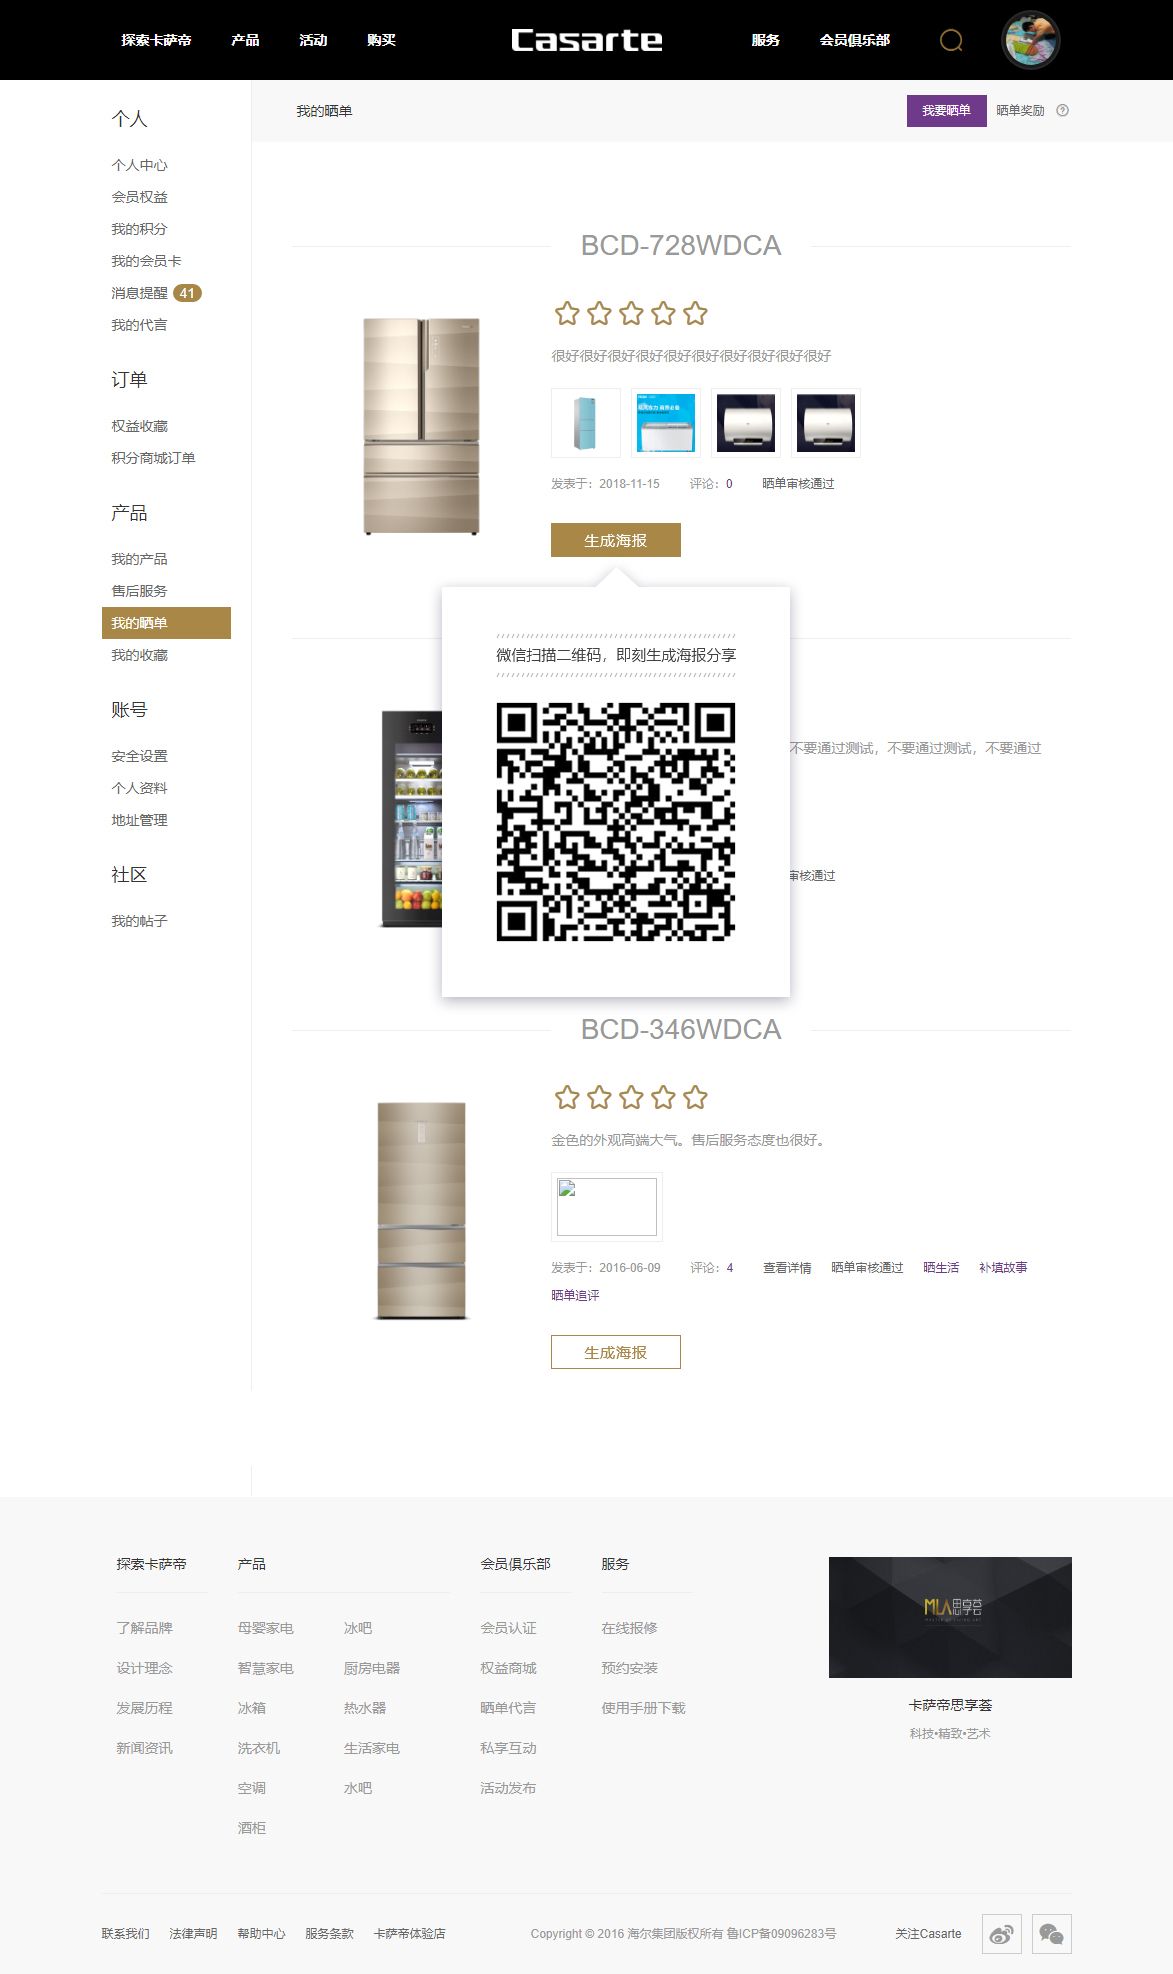 探索卡萨帝 产品 活动 购买 Casarte 服务 会员俱乐部
个人
个人中心
会员权益
我的积分
我的会员卡
消息提醒 41
我的代言
订单
权益收藏
积分商城订单
产品
我的产品
售后服务
我的晒单
我的收藏
账号
安全设置
个人资料
地址管理
社区
我的帖子
我的晒单 我要晒单 晒单奖励 ?
BCD-728WDCA
很好很好很好很好很好很好很好很好很好很好
发表于：2018-11-15 评论：0 晒单审核通过
生成海报
微信扫描二维码，即刻生成海报分享
不要通过测试，不要通过测试，不要通过
审核通过
BCD-346WDCA
金色的外观高端大气。售后服务态度也很好。
发表于：2016-06-09 评论：4 查看详情 晒单审核通过 晒生活 补填故事
晒单追评
生成海报
探索卡萨帝
了解品牌
设计理念
发展历程
新闻资讯
产品
母婴家电 冰吧
智慧家电 厨房电器
冰箱 热水器
洗衣机 生活家电
空调 水吧
酒柜
会员俱乐部
会员认证
权益商城
晒单代言
私享互动
活动发布
服务
在线报修
预约安装
使用手册下载
MLA思享荟
卡萨帝思享荟
科技•精致•艺术
联系我们 法律声明 帮助中心 服务条款 卡萨帝体验店 Copyright © 2016 海尔集团版权所有 鲁ICP备09096283号 关注Casarte